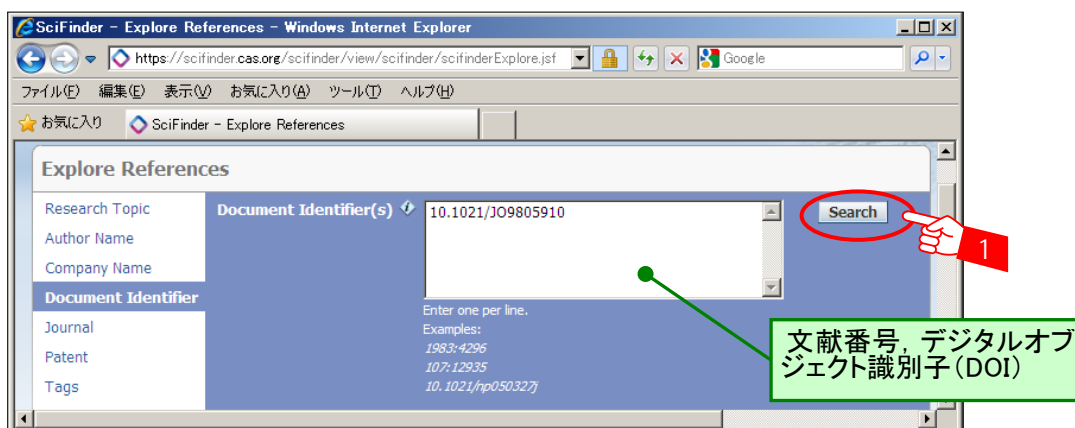 SciFinder - Explore References - Windows Internet Explorer
https://scifinder.cas.org/scifinder/view/scifinder/scifinderExplore.jsf
Google
ファイル(F) 編集(E) 表示(V) お気に入り(A) ツール(T) ヘルプ(H)
お気に入り SciFinder - Explore References
Explore References
Research Topic
Author Name
Company Name
Document Identifier
Journal
Patent
Tags
Document Identifier(s)
10.1021/JO9805910
Search
1
Enter one per line.
Examples:
1983:4296
107:12935
10.1021/np050327j
文献番号，デジタルオブ
ジェクト識別子(DOI)